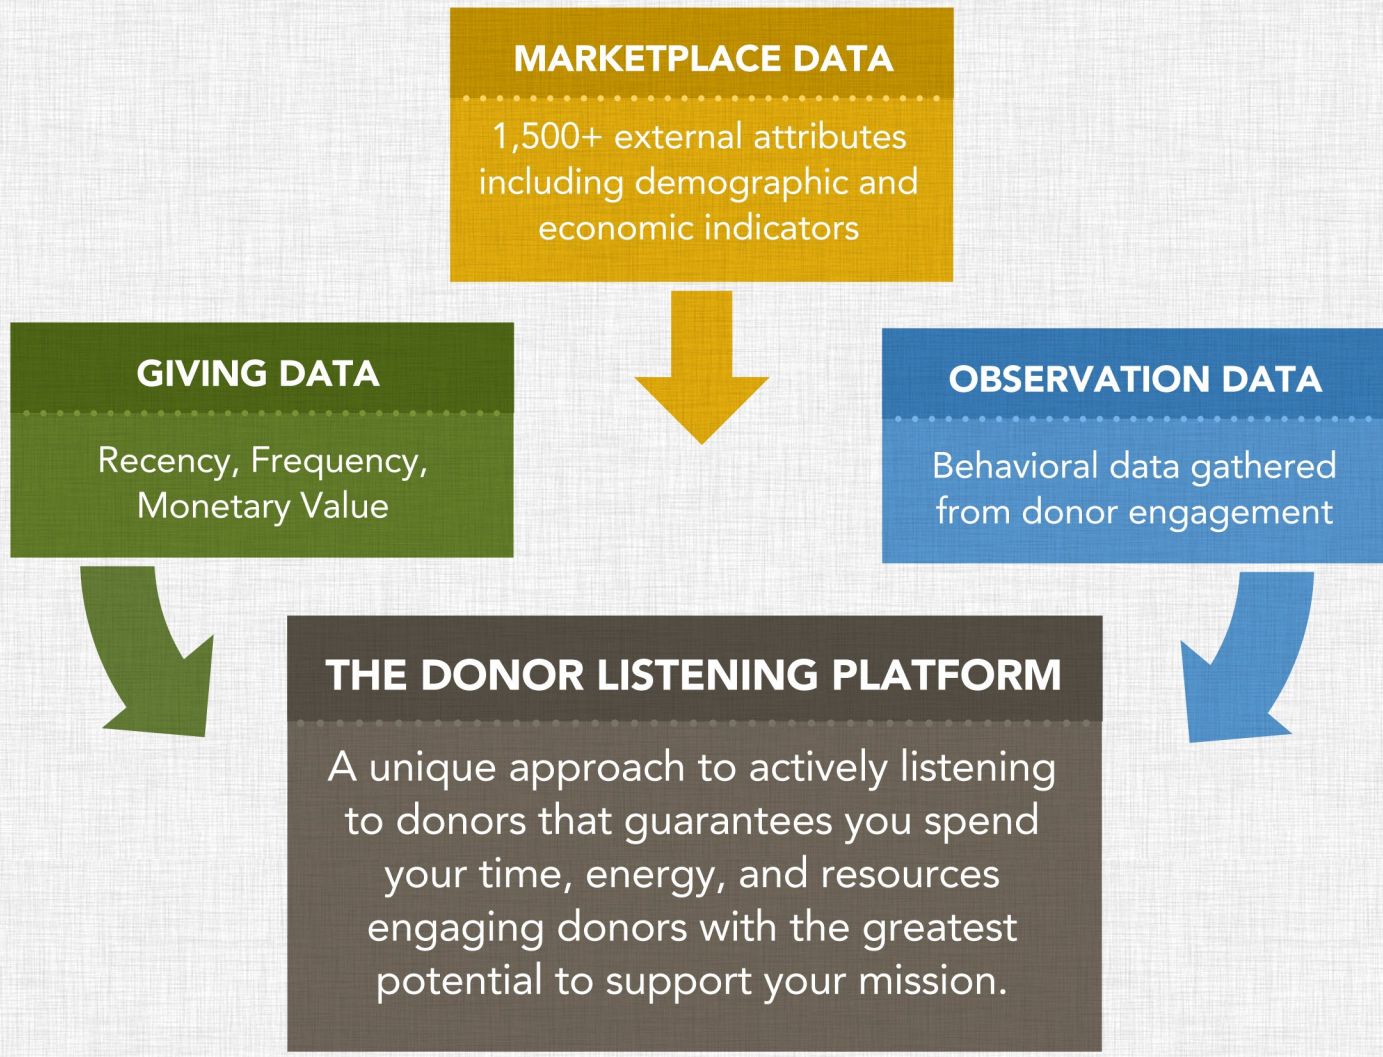 MARKETPLACE DATA
1,500+ external attributes
including demographic and
economic indicators
GIVING DATA
Recency, Frequency,
Monetary Value
OBSERVATION DATA
Behavioral data gathered
from donor engagement
THE DONOR LISTENING PLATFORM
A unique approach to actively listening
to donors that guarantees you spend
your time, energy, and resources
engaging donors with the greatest
potential to support your mission.